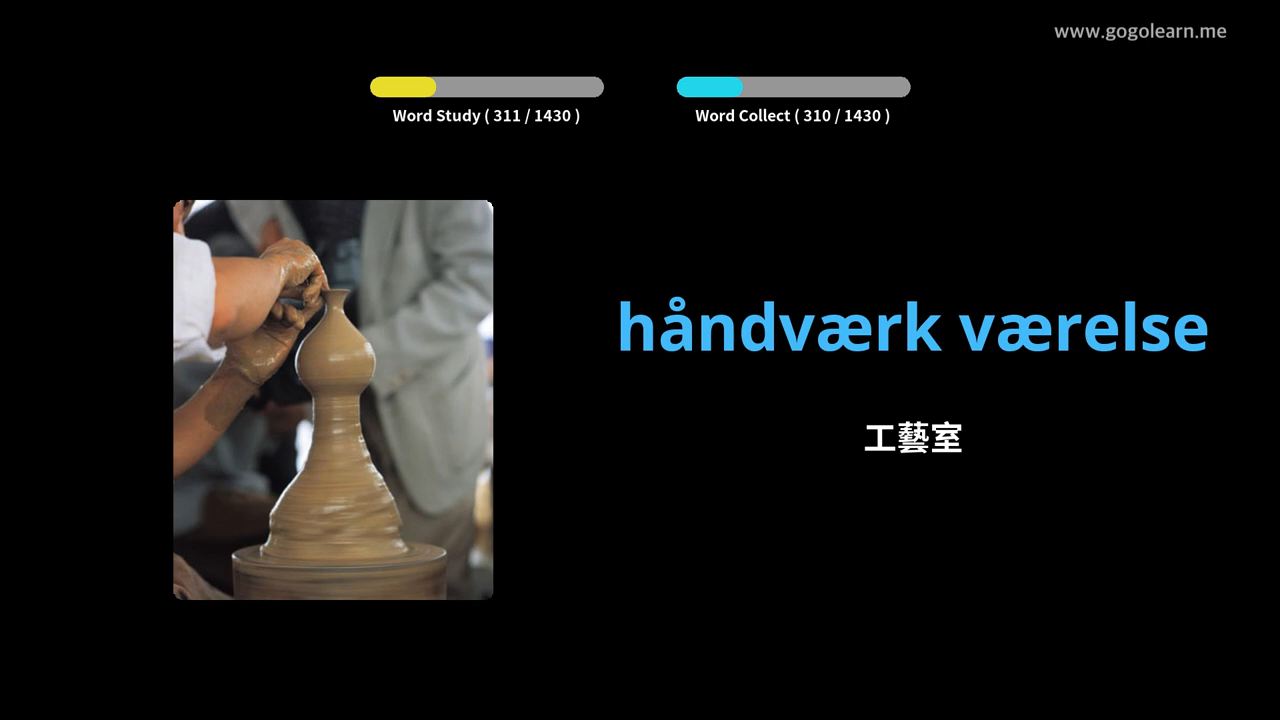 www.gogolearn.me
Word Study ( 311 / 1430 )
Word Collect ( 310 / 1430 )
håndværk værelse
工藝室